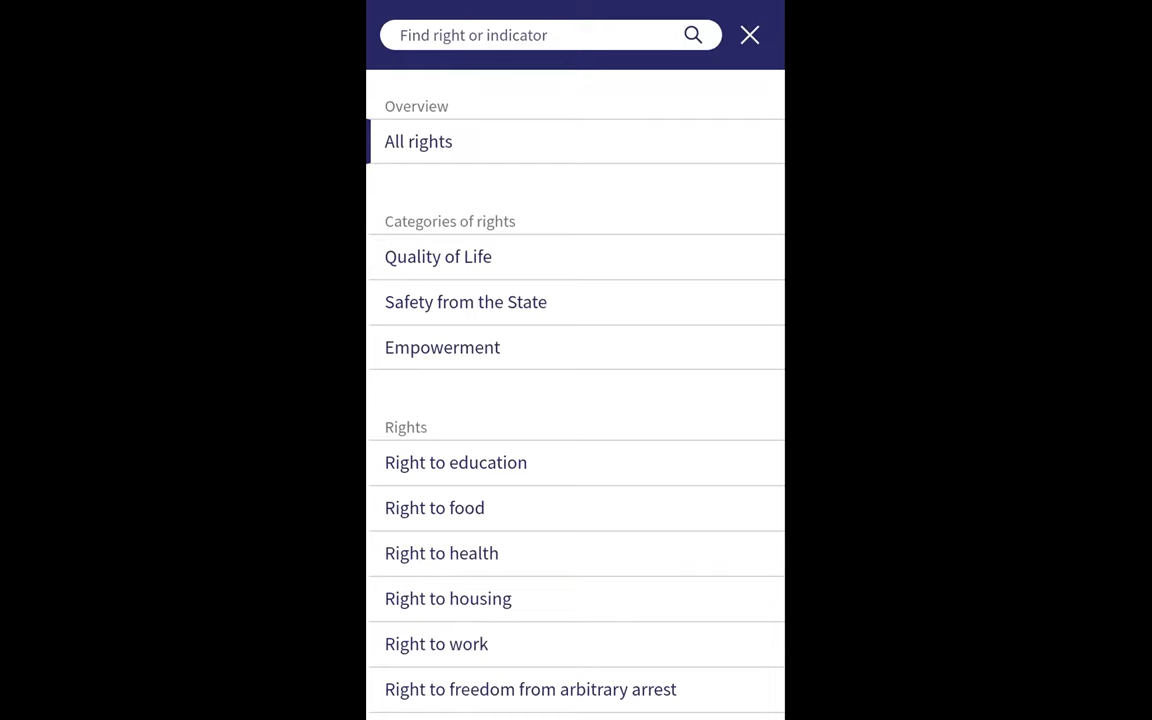 Find right or indicator
Overview
All rights
Categories of rights
Quality of Life
Safety from the State
Empowerment
Rights
Right to education
Right to food
Right to health
Right to housing
Right to work
Right to freedom from arbitrary arrest